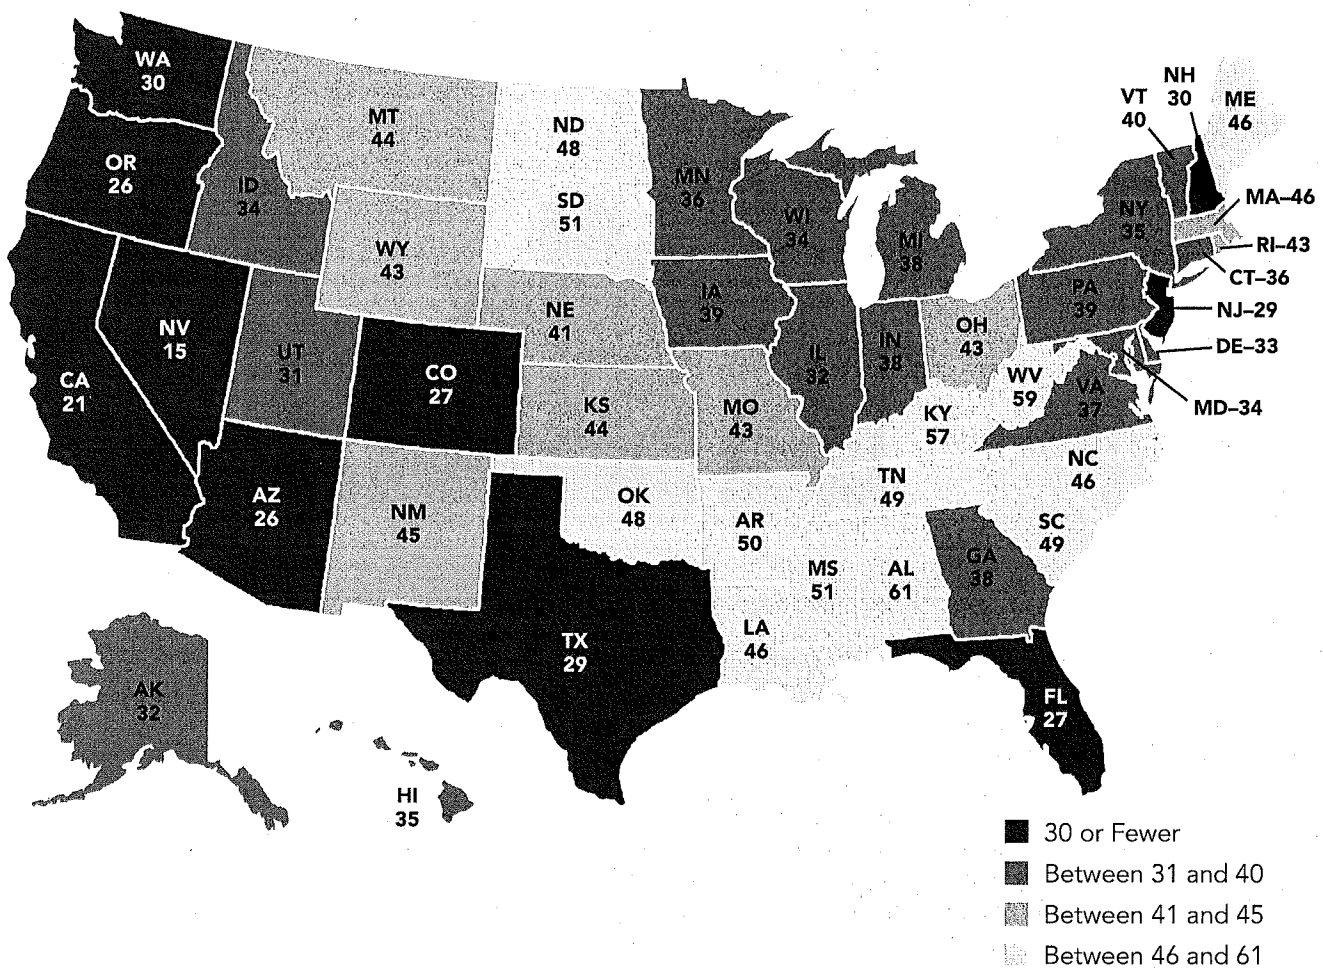 WA
30
OR
26
CA
21
NV
15
ID
34
MT
44
WY
43
UT
31
CO
27
AZ
26
NM
45
ND
48
SD
51
NE
41
KS
44
OK
48
TX
29
MN
36
IA
39
MO
43
AR
50
LA
46
WI
34
IL
32
MI
38
IN
38
OH
43
KY
57
TN
49
MS
51
AL
61
GA
38
FL
27
SC
49
NC
46
VA
37
WV
59
PA
39
NY
35
VT
40
NH
30
ME
46
MA–46
RI–43
CT–36
NJ–29
DE–33
MD–34
AK
32
HI
35
30 or Fewer
Between 31 and 40
Between 41 and 45
Between 46 and 61